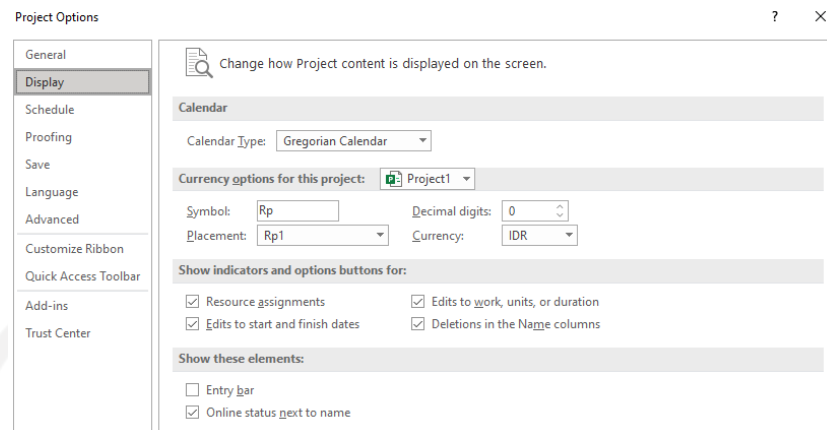 Project Options ? ×
General
Display
Schedule
Proofing
Save
Language
Advanced
Customize Ribbon
Quick Access Toolbar
Add-ins
Trust Center
Change how Project content is displayed on the screen.
Calendar
Calendar Type: Gregorian Calendar
Currency options for this project: Project1
Symbol: Rp Decimal digits: 0
Placement: Rp1 Currency: IDR
Show indicators and options buttons for:
Resource assignments Edits to work, units, or duration
Edits to start and finish dates Deletions in the Name columns
Show these elements:
Entry bar
Online status next to name